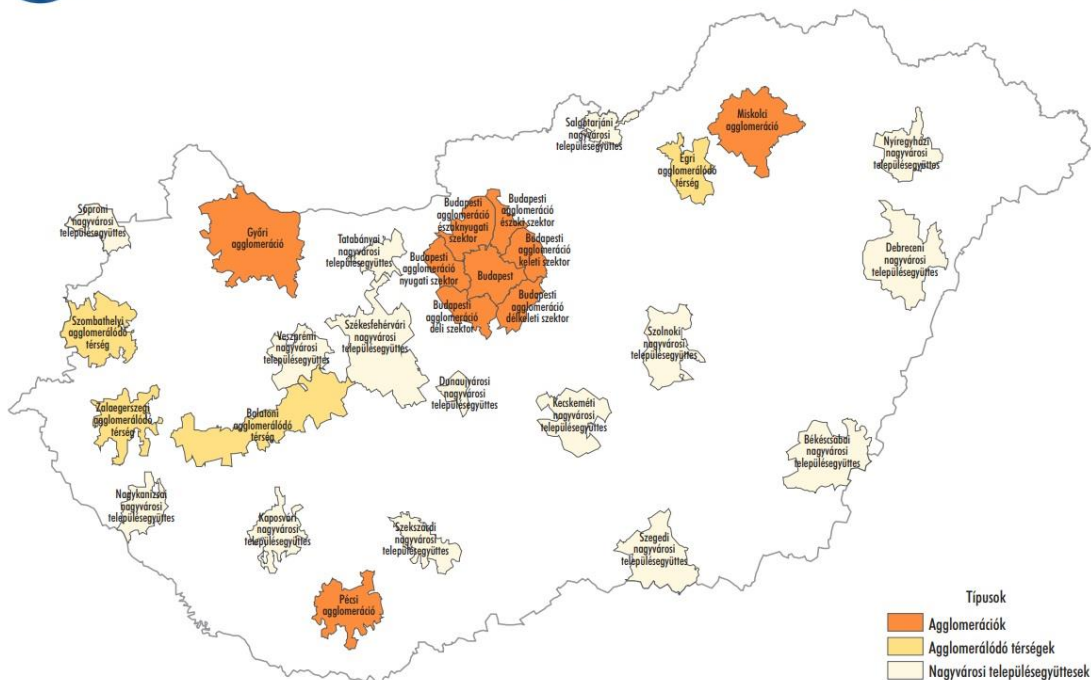 Salgótarjáni
nagyvárosi
településegyüttes
Miskolci
agglomeráció
Egri
agglomerálódó
térség
Nyíregyházi
nagyvárosi
településegyüttes
Soproni
nagyvárosi
településegyüttes
Győri
agglomeráció
Tatabányai
nagyvárosi
településegyüttes
Budapesti
agglomeráció
északnyugati
szektor
Budapesti
agglomeráció
északi szektor
Budapesti
agglomeráció
keleti szektor
Budapesti
agglomeráció
nyugati szektor
Budapest
Budapesti
agglomeráció
déli szektor
Budapesti
agglomeráció
délkeleti szektor
Debreceni
nagyvárosi
településegyüttes
Szombathelyi
agglomerálódó
térség
Veszprémi
nagyvárosi
településegyüttes
Székesfehérvári
nagyvárosi
településegyüttes
Szolnoki
nagyvárosi
településegyüttes
Zalaegerszegi
agglomerálódó
térség
Balatoni
agglomerálódó
térség
Dunaújvárosi
nagyvárosi
településegyüttes
Kecskeméti
nagyvárosi
településegyüttes
Békéscsabai
nagyvárosi
településegyüttes
Nagykanizsai
nagyvárosi
településegyüttes
Kaposvári
nagyvárosi
településegyüttes
Szekszárdi
nagyvárosi
településegyüttes
Szegedi
nagyvárosi
településegyüttes
Pécsi
agglomeráció
Típusok
Agglomerációk
Agglomerálódó térségek
Nagyvárosi településegyüttesek